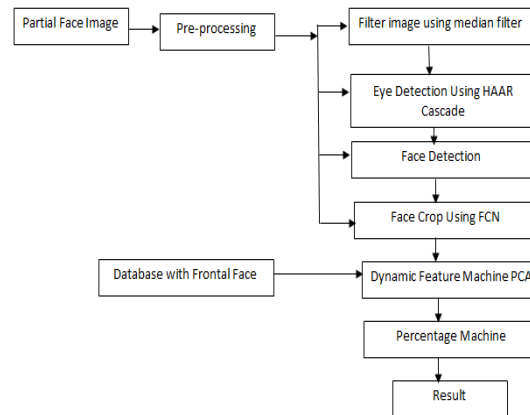 Partial Face Image
Pre-processing
Filter image using median filter
Eye Detection Using HAAR
Cascade
Face Detection
Face Crop Using FCN
Database with Frontal Face
Dynamic Feature Machine PCA
Percentage Machine
Result